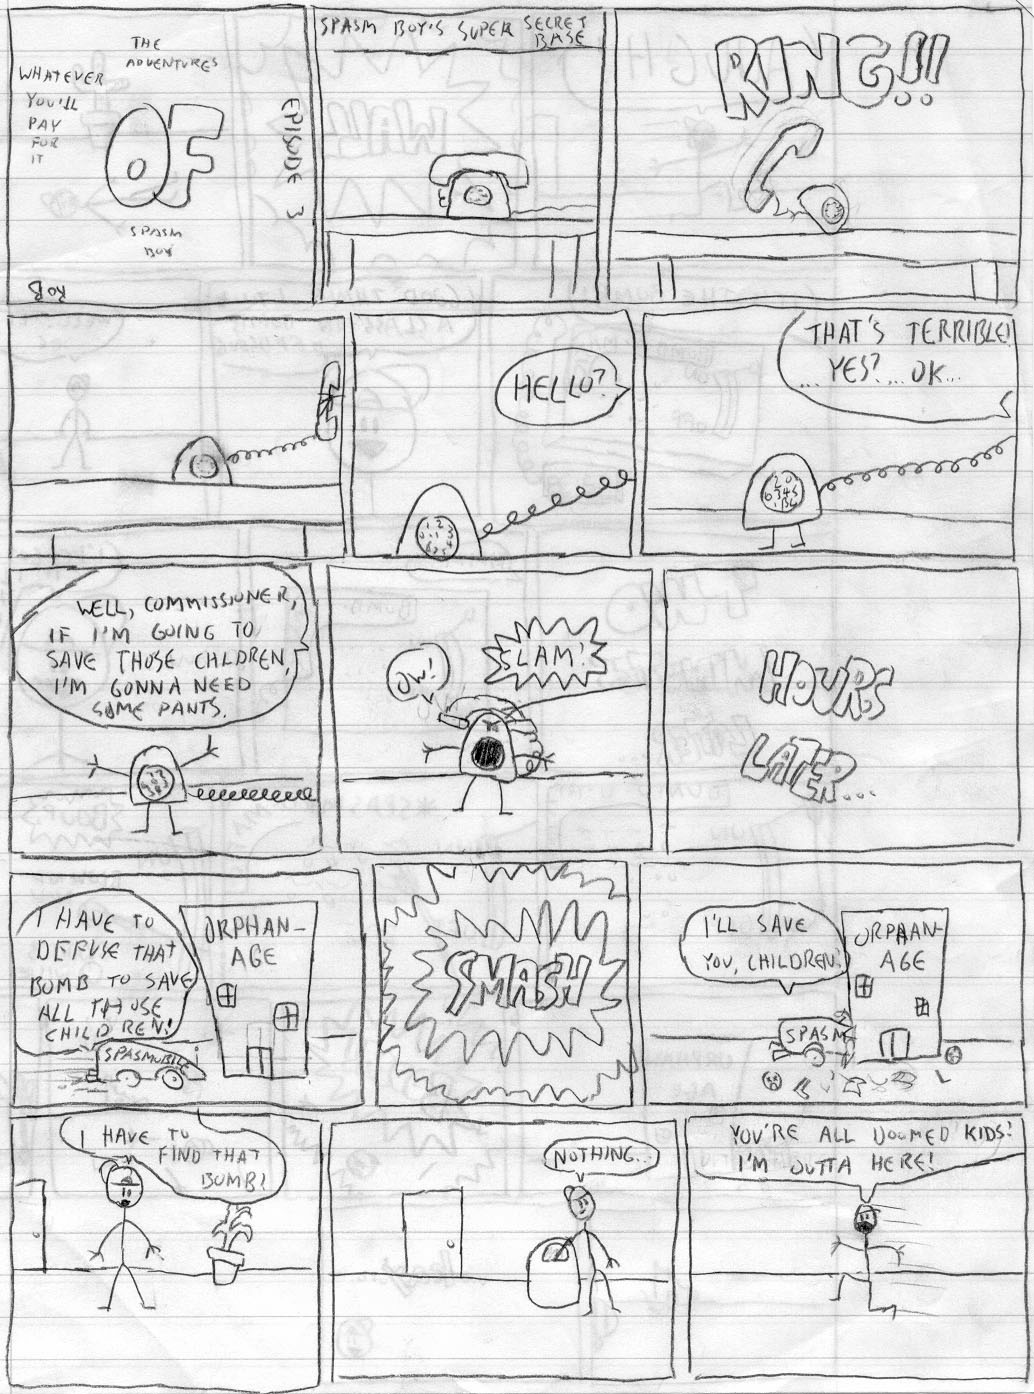 THE
ADVENTURES
WHATEVER
YOU'LL
PAY
FOR
IT
OF
EPISODE 3
SPASM
BOY
BOY
SPASM BOY'S SUPER SECRET
BASE
RING!!
HELLO?
THAT'S TERRIBLE!
...YES?...OK...
WELL, COMMISSIONER,
IF I'M GOING TO
SAVE THOSE CHLDREN,
I'M GONNA NEED
SOME PANTS.
OW!
SLAM!
HOURS
LATER...
I HAVE TO
DEFUSE THAT
BOMB TO SAVE
ALL THOSE
CHILDREN!
ORPHAN-
AGE
SPASMOBILE
SMASH
I'LL SAVE
YOU, CHILDREN!
ORPHAN-
AGE
SPASM
I HAVE TO
FIND THAT
BOMB!
NOTHING...
YOU'RE ALL DOOMED KIDS!
I'M OUTTA HERE!